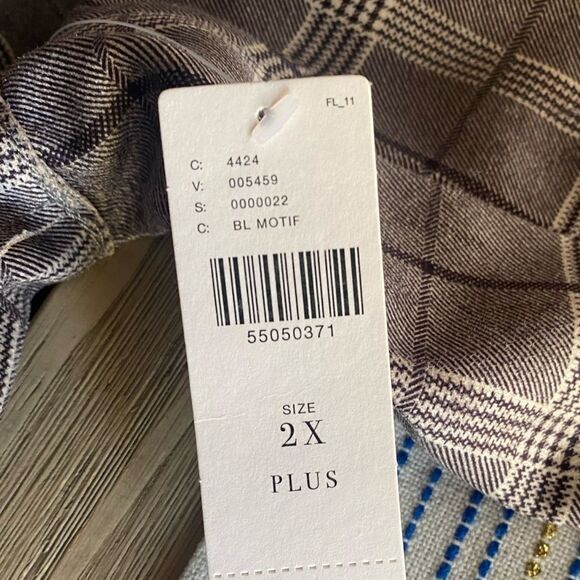 FL_11
C: 4424
V: 005459
S: 0000022
C: BL MOTIF
55050371
SIZE
2X
PLUS